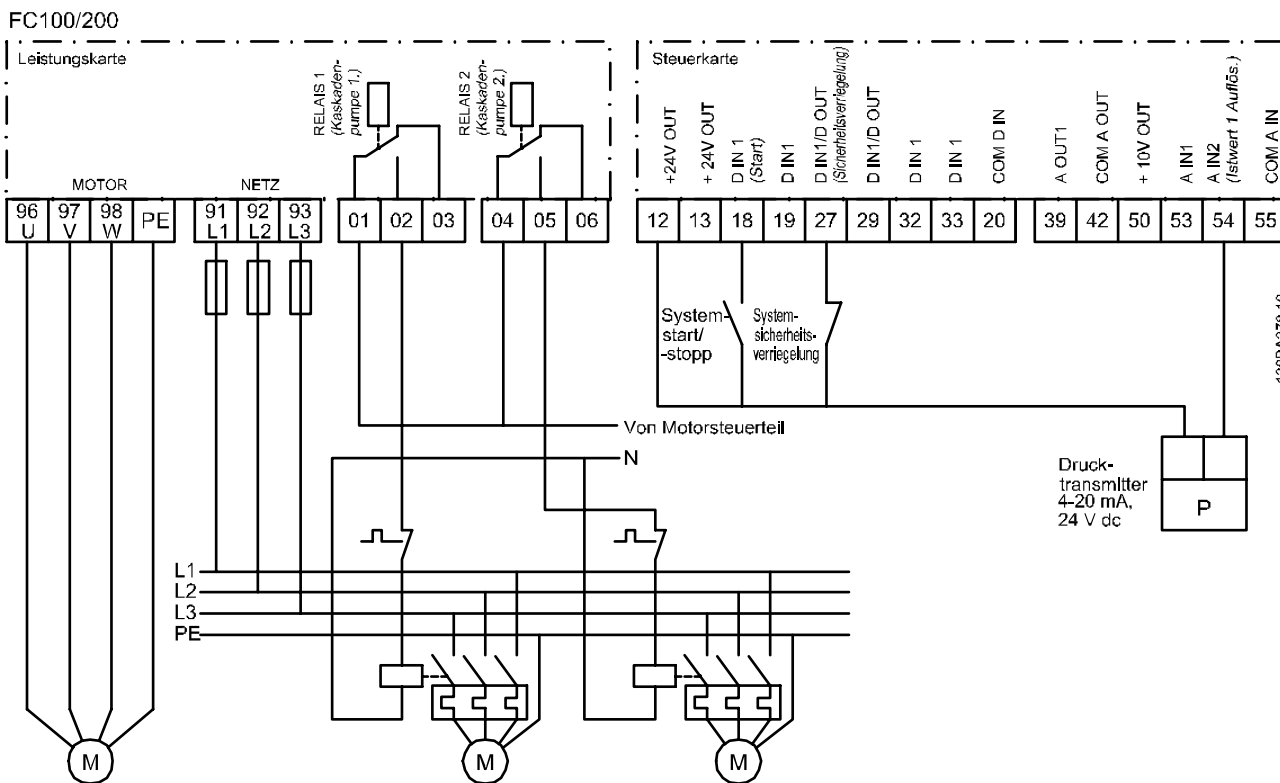 FC100/200
Leistungskarte
RELAIS 1
(Kaskaden-
pumpe 1.)
RELAIS 2
(Kaskaden-
pumpe 2.)
MOTOR
NETZ
96 97 98 PE
U V W
91 92 93
L1 L2 L3
01 02 03
04 05 06
Steuerkarte
+24V OUT
+ 24V OUT
D IN 1
(Start)
D IN1
D IN1/D OUT
(Sicherheitsverriegelung)
D IN1/D OUT
D IN 1
D IN 1
COM D IN
A OUT1
COM A OUT
+ 10V OUT
A IN1
A IN2
(Istwert 1 Auflös.)
COM A IN
12 13 18 19 27 29 32 33 20
39 42 50 53 54 55
System-
start/
-stopp
System-
sicherheits-
verriegelung
Von Motorsteuerteil
N
Druck-
transmitter
4-20 mA,
24 V dc
P
L1
L2
L3
PE
M
M
M